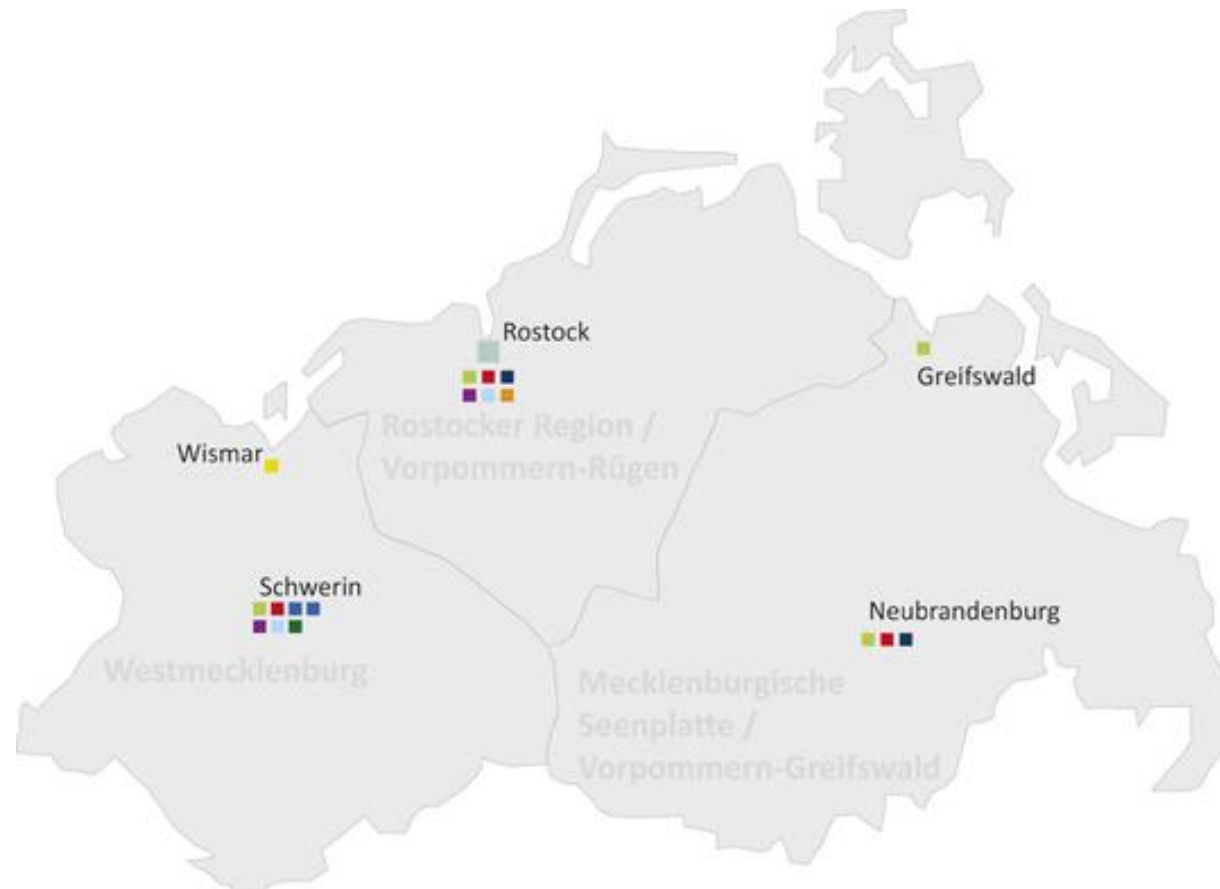 Rostock
Greifswald
Rostocker Region /
Vorpommern-Rügen
Wismar
Schwerin
Neubrandenburg
Westmecklenburg
Mecklenburgische
Seenplatte /
Vorpommern-Greifswald